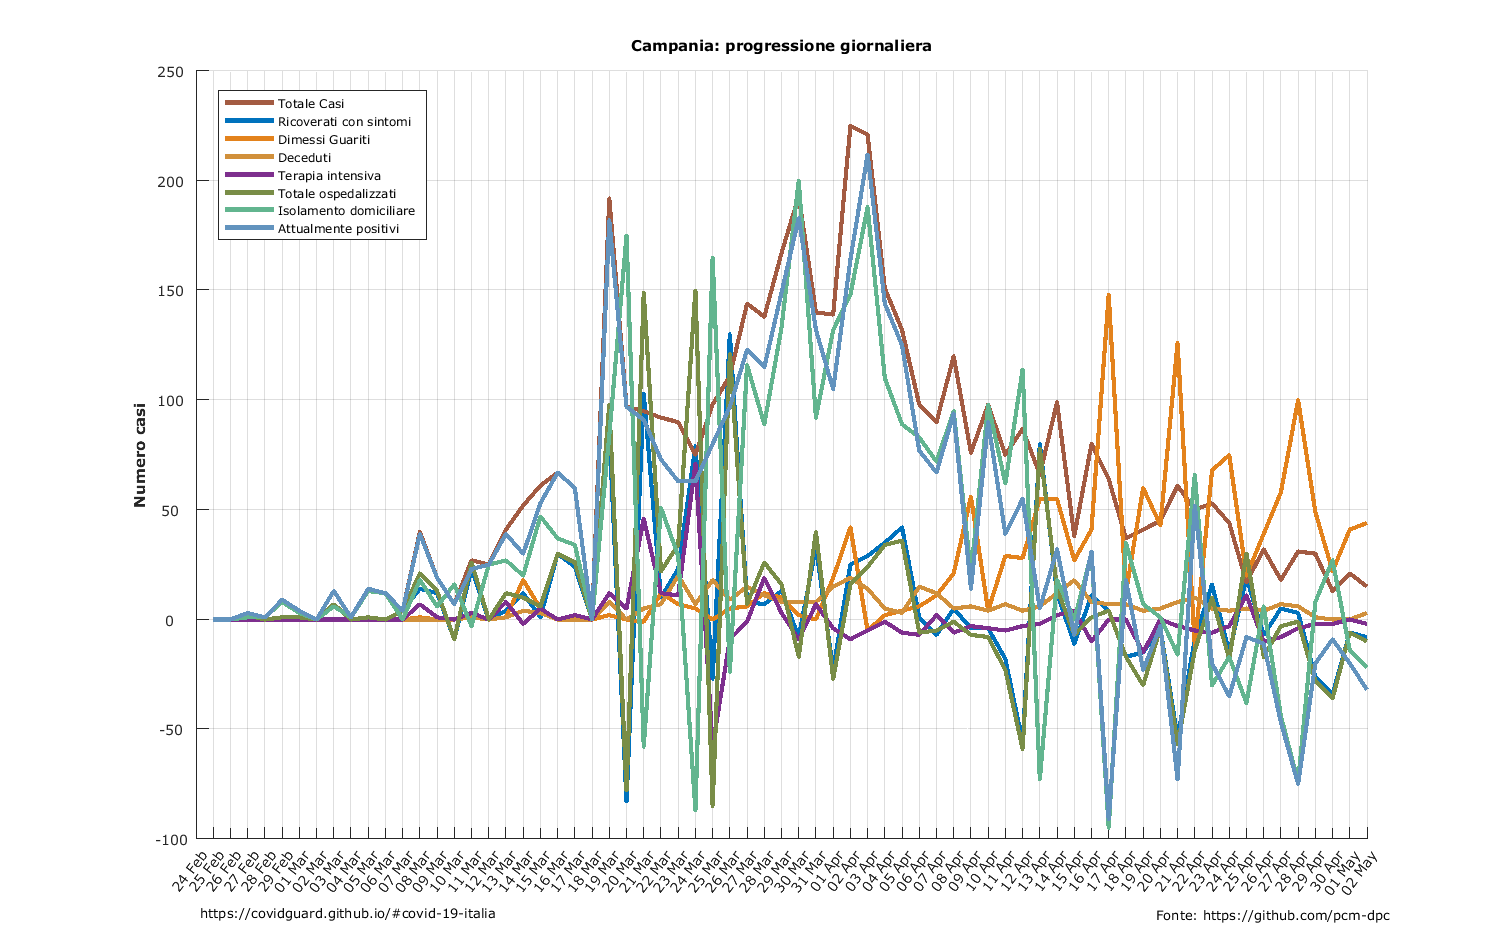 Campania: progressione giornaliera
250
200
150
100
50
0
-50
-100
Numero casi
Totale Casi
Ricoverati con sintomi
Dimessi Guariti
Deceduti
Terapia intensiva
Totale ospedalizzati
Isolamento domiciliare
Attualmente positivi
24 Feb
25 Feb
26 Feb
27 Feb
28 Feb
29 Feb
01 Mar
02 Mar
03 Mar
04 Mar
05 Mar
06 Mar
07 Mar
08 Mar
09 Mar
10 Mar
11 Mar
12 Mar
13 Mar
14 Mar
15 Mar
16 Mar
17 Mar
18 Mar
19 Mar
20 Mar
21 Mar
22 Mar
23 Mar
24 Mar
25 Mar
26 Mar
27 Mar
28 Mar
29 Mar
30 Mar
31 Mar
01 Apr
02 Apr
03 Apr
04 Apr
05 Apr
06 Apr
07 Apr
08 Apr
09 Apr
10 Apr
11 Apr
12 Apr
13 Apr
14 Apr
15 Apr
16 Apr
17 Apr
18 Apr
19 Apr
20 Apr
21 Apr
22 Apr
23 Apr
24 Apr
25 Apr
26 Apr
27 Apr
28 Apr
29 Apr
30 Apr
01 May
02 May
https://covidguard.github.io/#covid-19-italia
Fonte: https://github.com/pcm-dpc